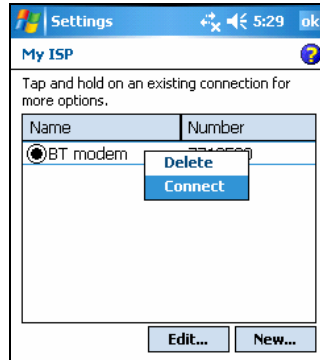 Settings 5:29 ok
My ISP
Tap and hold on an existing connection for
more options.
Name Number
BT modem
Delete
Connect
Edit... New...